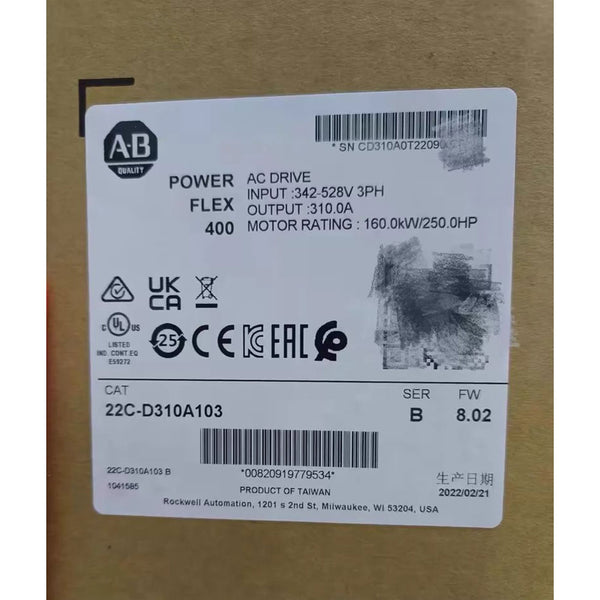 A-B
QUALITY
* SN CD310A0T22090
POWER
FLEX
400
AC DRIVE
INPUT :342-528V 3PH
OUTPUT :310.0A
MOTOR RATING : 160.0kW/250.0HP
UK
CA
C UL US
LISTED
IND. CONT. EQ
E59272
25
CE
EAC
CAT
22C-D310A103
SER
B
FW
8.02
22C-D310A103 B
1041585
*00820919779534*
PRODUCT OF TAIWAN
Rockwell Automation, 1201 s 2nd St, Milwaukee, WI 53204, USA
生产日期
2022/02/21